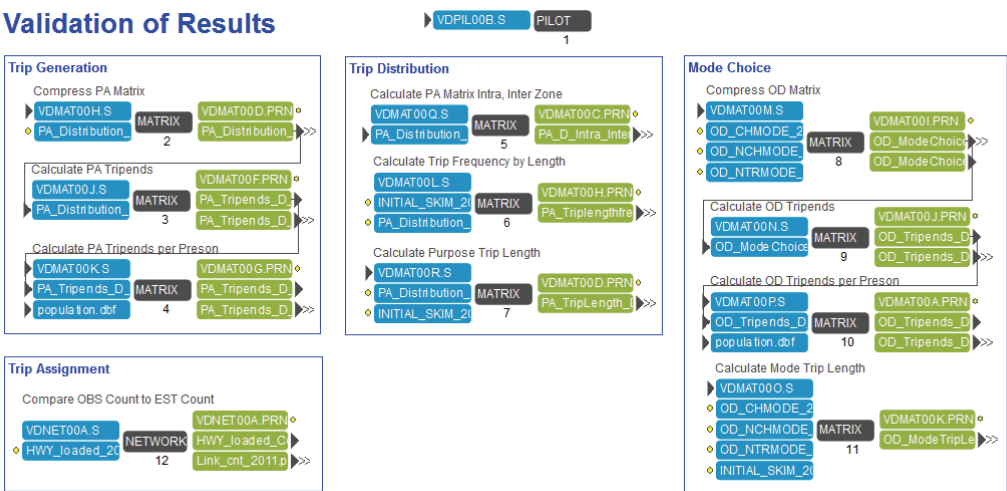 Validation of Results
VDPIL00B.S
PILOT
1
Trip Generation
Compress PA Matrix
VDMAT00H.S
PA_Distribution_
MATRIX
2
VDMAT00D.PRN
PA_Distribution_
Calculate PA Tripends
VDMAT00J.S
PA_Distribution_
MATRIX
3
VDMAT00F.PRN
PA_Tripends_D_
PA_Tripends_D_
Calculate PA Tripends per Preson
VDMAT00K.S
PA_Tripends_D_
population.dbf
MATRIX
4
VDMAT00G.PRN
PA_Tripends_D_
PA_Tripends_D_
Trip Distribution
Calculate PA Matrix Intra, Inter Zone
VDMAT00Q.S
PA_Distribution_
MATRIX
5
VDMAT00C.PRN
PA_D_Intra_Inter
Calculate Trip Frequency by Length
VDMAT00L.S
INITIAL_SKIM_20
PA_Distribution_
MATRIX
6
VDMAT00H.PRN
PA_Triplengthfre
Calculate Purpose Trip Length
VDMAT00R.S
PA_Distribution_
INITIAL_SKIM_20
MATRIX
7
VDMAT00D.PRN
PA_TripLength_
Mode Choice
Compress OD Matrix
VDMAT00M.S
OD_CHMODE_2
OD_NCHMODE_
OD_NTRMODE_
MATRIX
8
VDMAT00I.PRN
OD_ModeChoice
OD_ModeChoice
Calculate OD Tripends
VDMAT00N.S
OD_ModeChoice
MATRIX
9
VDMAT00J.PRN
OD_Tripends_D
OD_Tripends_D
Calculate OD Tripends per Preson
VDMAT00P.S
OD_Tripends_D
population.dbf
MATRIX
10
VDMAT00A.PRN
OD_Tripends_D
OD_Tripends_D
Calculate Mode Trip Length
VDMAT00O.S
OD_CHMODE_2
OD_NCHMODE_
OD_NTRMODE_
INITIAL_SKIM_20
MATRIX
11
VDMAT00K.PRN
OD_ModeTripLe
Trip Assignment
Compare OBS Count to EST Count
VDNET00A.S
HWY_loaded_20
NETWORK
12
VDNET00A.PRN
HWY_loaded_C
Link_cnt_2011.p